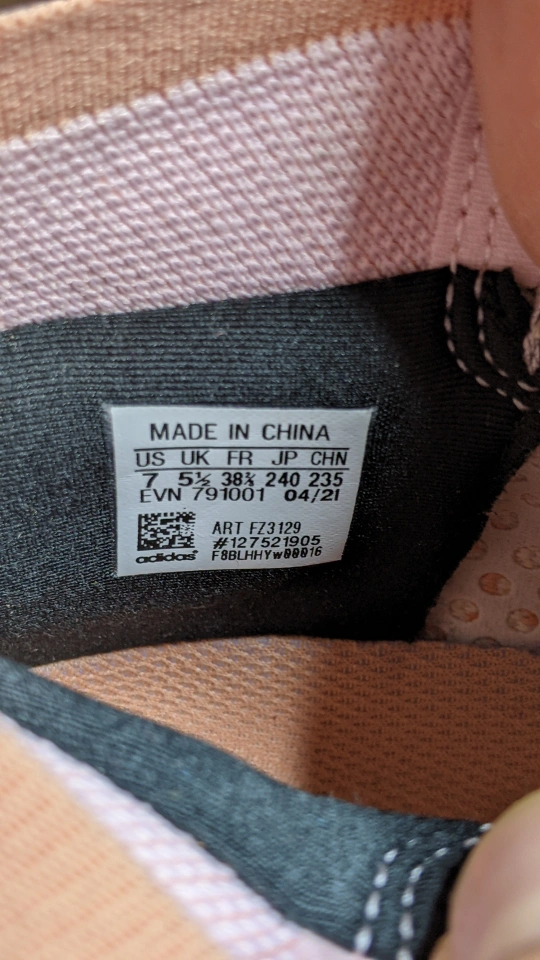 MADE IN CHINA
US UK FR JP CHN
7 5½ 38⅔ 240 235
EVN 791001 04/21
ART FZ3129
#127521905
adidas F8BLHHYw00016